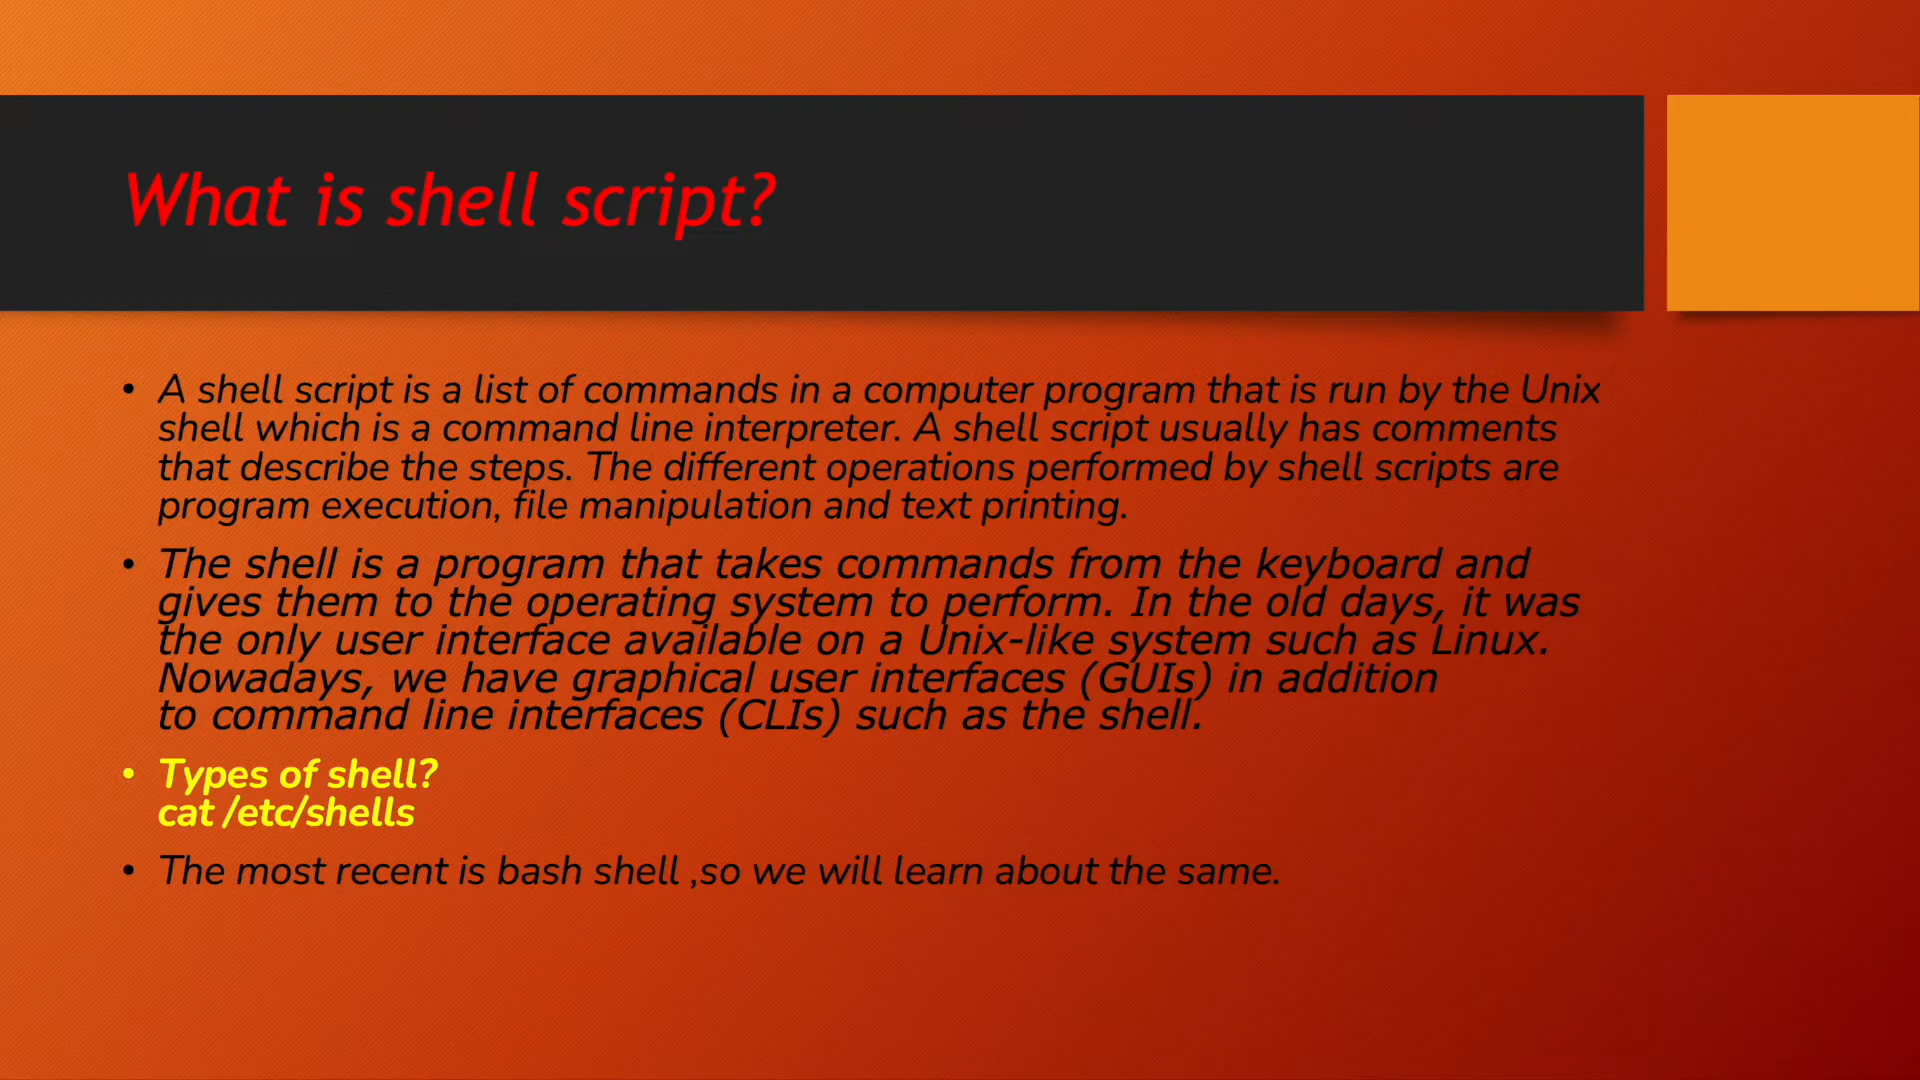 What is shell script?
• A shell script is a list of commands in a computer program that is run by the Unix
shell which is a command line interpreter. A shell script usually has comments
that describe the steps. The different operations performed by shell scripts are
program execution, file manipulation and text printing.
• The shell is a program that takes commands from the keyboard and
gives them to the operating system to perform. In the old days, it was
the only user interface available on a Unix-like system such as Linux.
Nowadays, we have graphical user interfaces (GUIs) in addition
to command line interfaces (CLIs) such as the shell.
• Types of shell?
cat /etc/shells
• The most recent is bash shell ,so we will learn about the same.